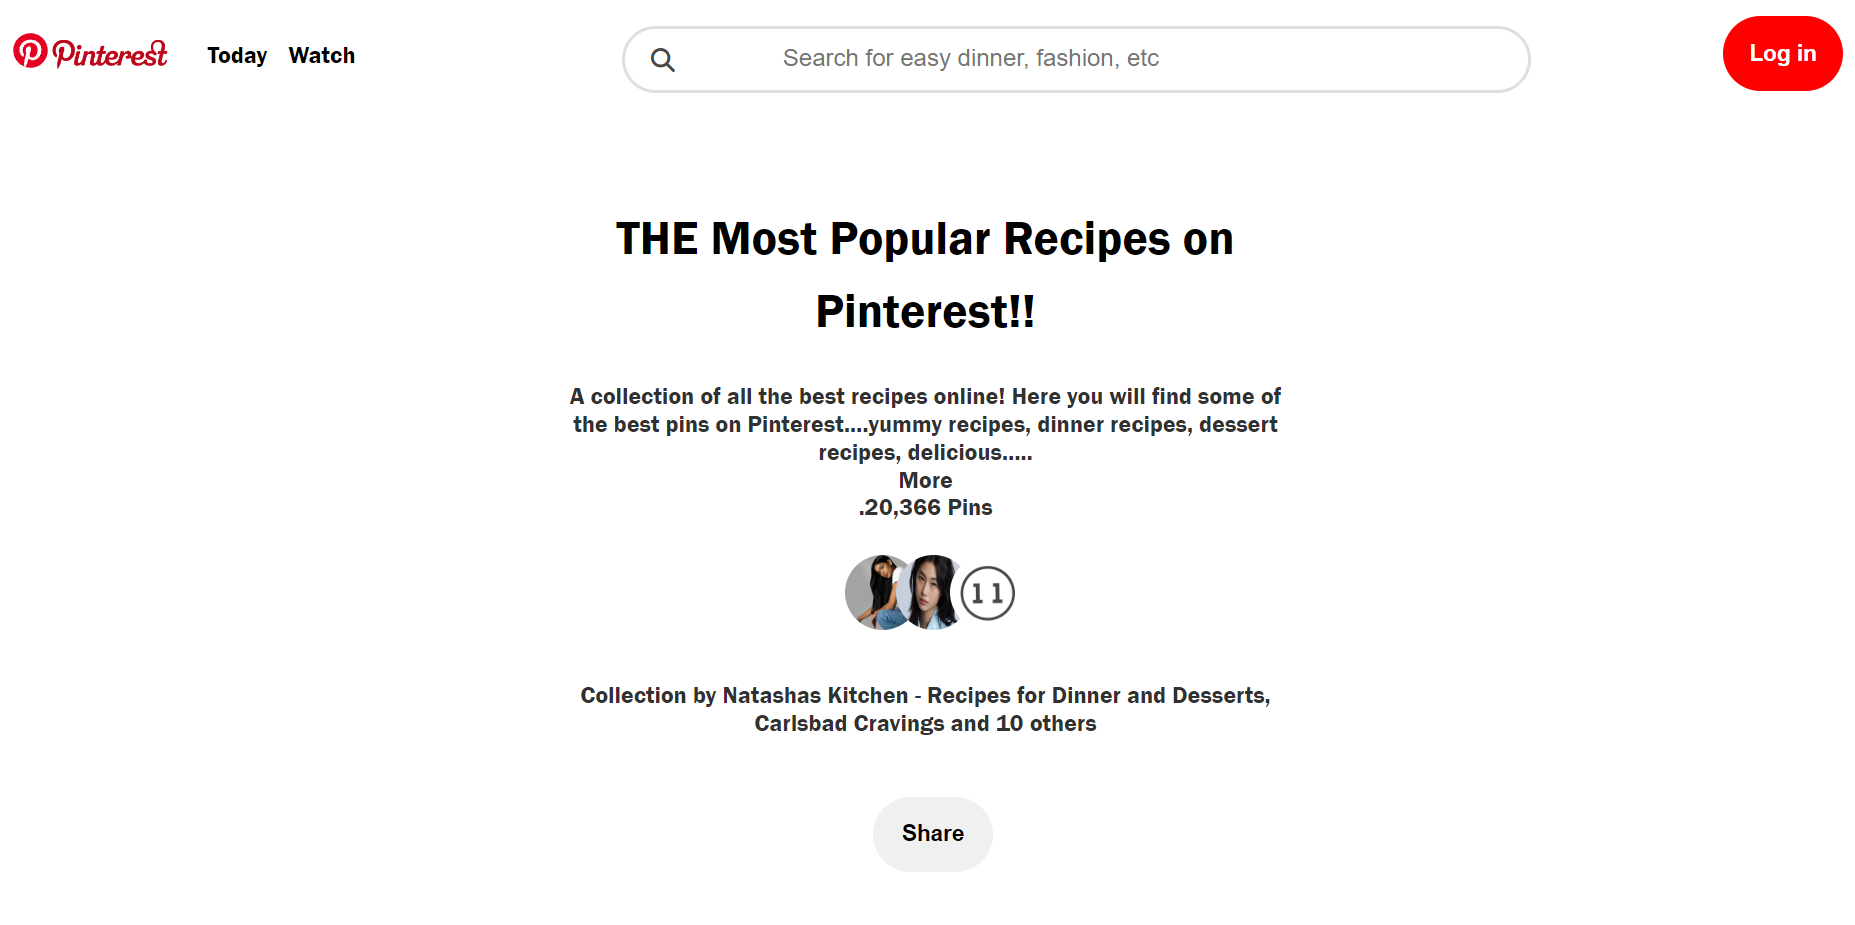 Pinterest
Today Watch
Search for easy dinner, fashion, etc
Log in
THE Most Popular Recipes on
Pinterest!!
A collection of all the best recipes online! Here you will find some of
the best pins on Pinterest....yummy recipes, dinner recipes, dessert
recipes, delicious.....
More
.20,366 Pins
11
Collection by Natashas Kitchen - Recipes for Dinner and Desserts,
Carlsbad Cravings and 10 others
Share